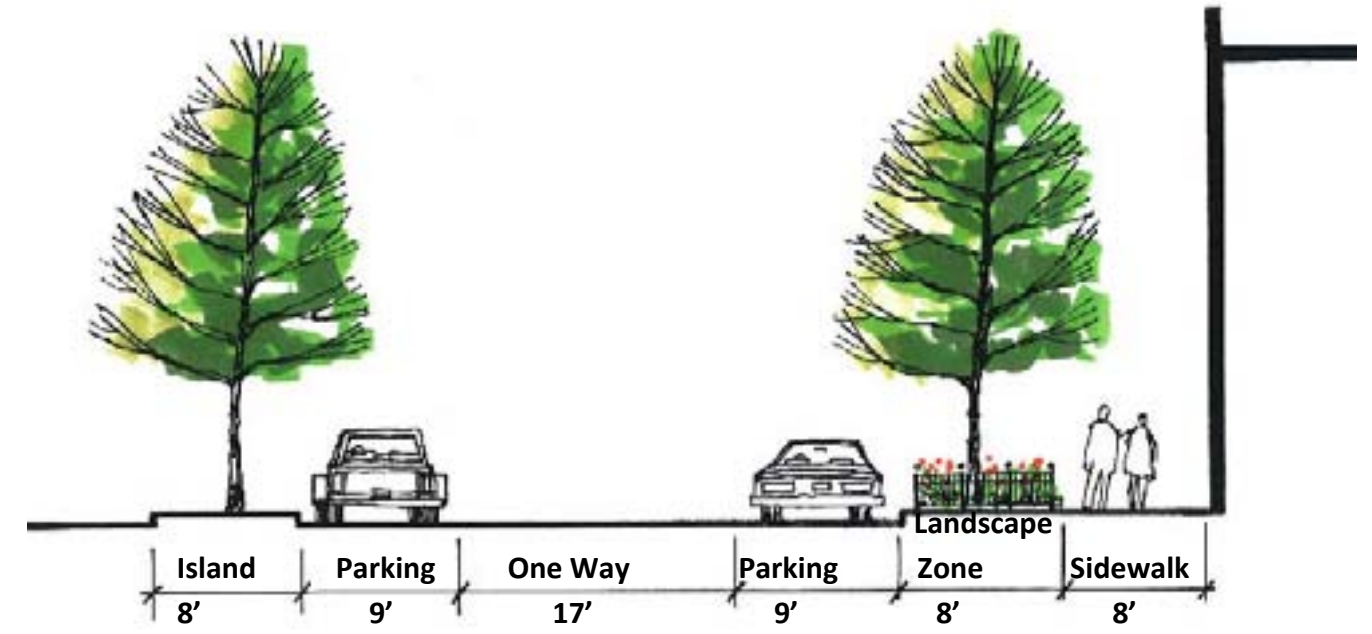 Landscape
Island Parking One Way Parking Zone Sidewalk
8’ 9’ 17’ 9’ 8’ 8’